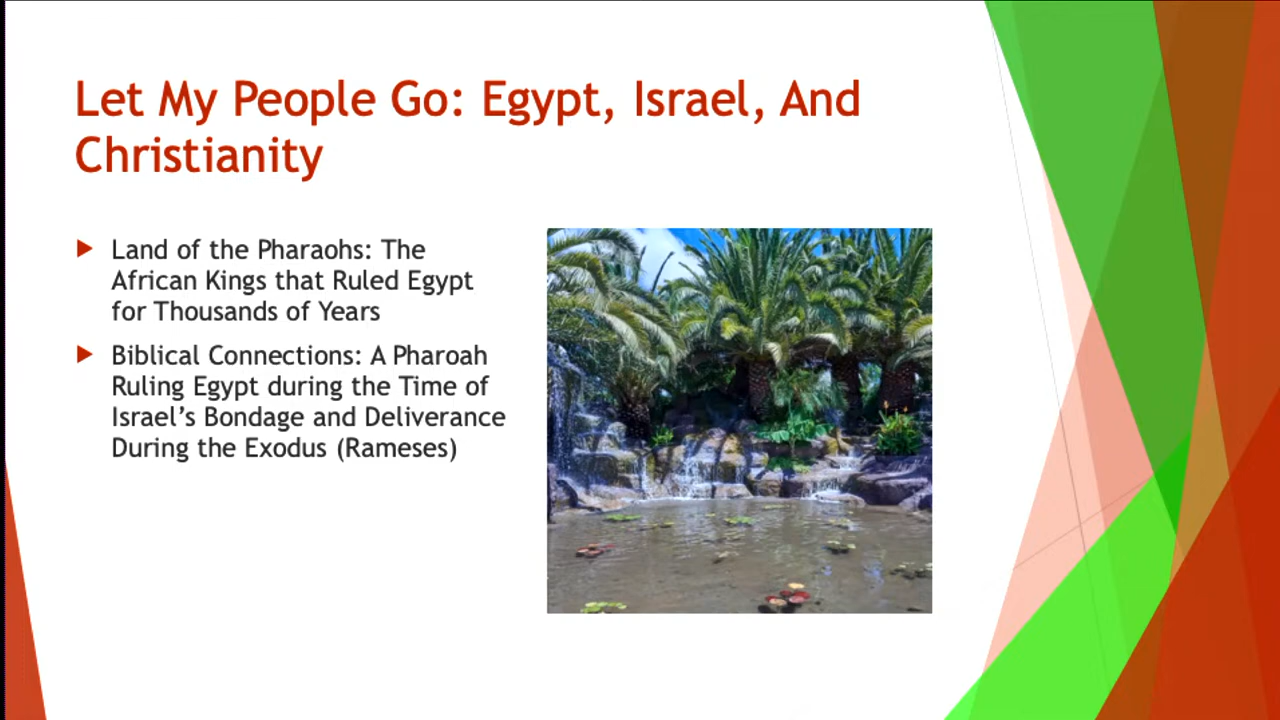 Let My People Go: Egypt, Israel, And
Christianity
Land of the Pharaohs: The
African Kings that Ruled Egypt
for Thousands of Years
Biblical Connections: A Pharoah
Ruling Egypt during the Time of
Israel’s Bondage and Deliverance
During the Exodus (Rameses)